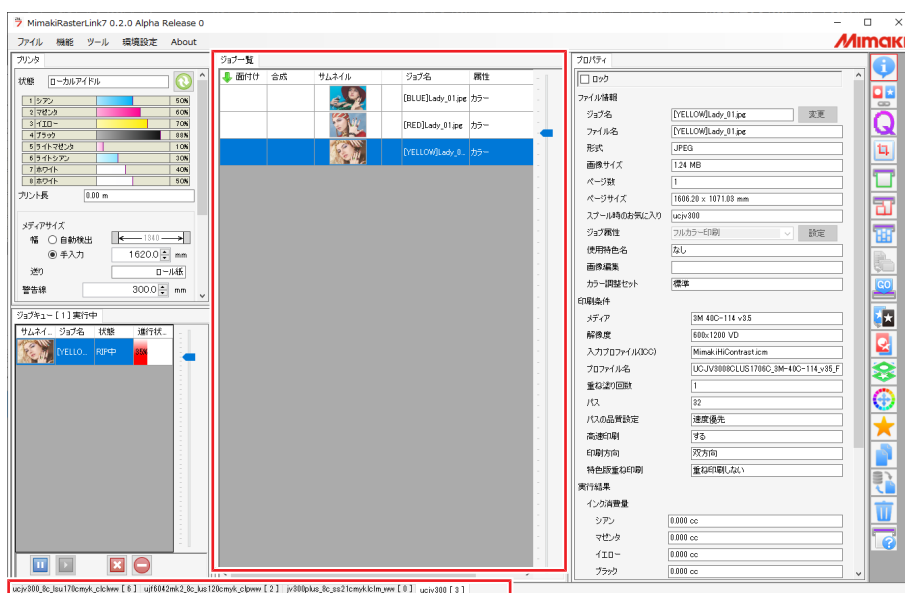 MimakiRasterLink7 0.2.0 Alpha Release 0
ファイル 機能 ツール 環境設定 About
Mimaki
プリンタ
状態 ローカルアイドル
1 シアン 50%
2 マゼンタ 60%
3 イエロー 70%
4 ブラック 88%
5 ライトマゼンタ 10%
6 ライトシアン 30%
7 ホワイト 40%
8 ホワイト 50%
プリント長 0.00 m
メディアサイズ
幅 自動検出 1340
手入力 1620.0 mm
送り ロール紙
警告線 300.0 mm
ジョブキュー [ 1 ] 実行中
サムネイ... ジョブ名 状態 進行状...
[YELLO... RIP中 35%
ジョブ一覧
面付け 合成 サムネイル ジョブ名 属性
[BLUE]Lady_01.jpg カラー
[RED]Lady_01.jpg カラー
[YELLOW]Lady_0... カラー
プロパティ
ロック
ファイル情報
ジョブ名 [YELLOW]Lady_01.jpg 変更
ファイル名 [YELLOW]Lady_01.jpg
形式 JPEG
画像サイズ 1.24 MB
ページ数 1
ページサイズ 1606.20 x 1071.03 mm
スプール時のお気に入り ucjv300
ジョブ属性 フルカラー印刷 設定
使用特色名 なし
画像編集
カラー調整セット 標準
印刷条件
メディア 3M 40C-114 v3.5
解像度 600x1200 VD
入力プロファイル(ICC) MimakiHiContrast.icm
プロファイル名 UCJV3008CLUS1706C_3M-40C-114_v35_F
重ね塗り回数 1
パス 32
パスの品質設定 速度優先
高速印刷 する
印刷方向 双方向
特色版重ね印刷 重ね印刷しない
実行結果
インク消費量
シアン 0.000 cc
マゼンタ 0.000 cc
イエロー 0.000 cc
ブラック 0.000 cc
GO
ucjv300_8c_lsu170cmyk_clclww [ 6 ] ujf6042mk2_8c_lus120cmyk_clpww [ 2 ] jv300plus_8c_ss21cmyklclm_ww [ 0 ] ucjv300 [ 3 ]